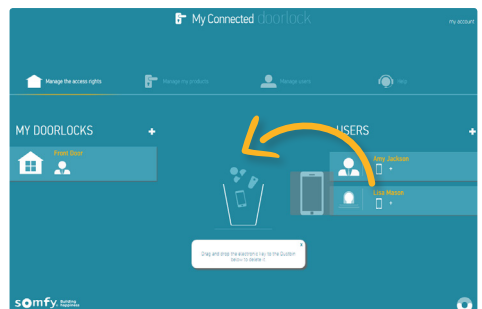 My Connected doorlock
my account
Manage the access rights
Manage my products
Manage users
Help
MY DOORLOCKS +
USERS +
Front Door
Amy Jackson
+
Lisa Mason
+
x
Drag and drop the electronic key to the dustbin
below to delete it
somfy. Building
happiness